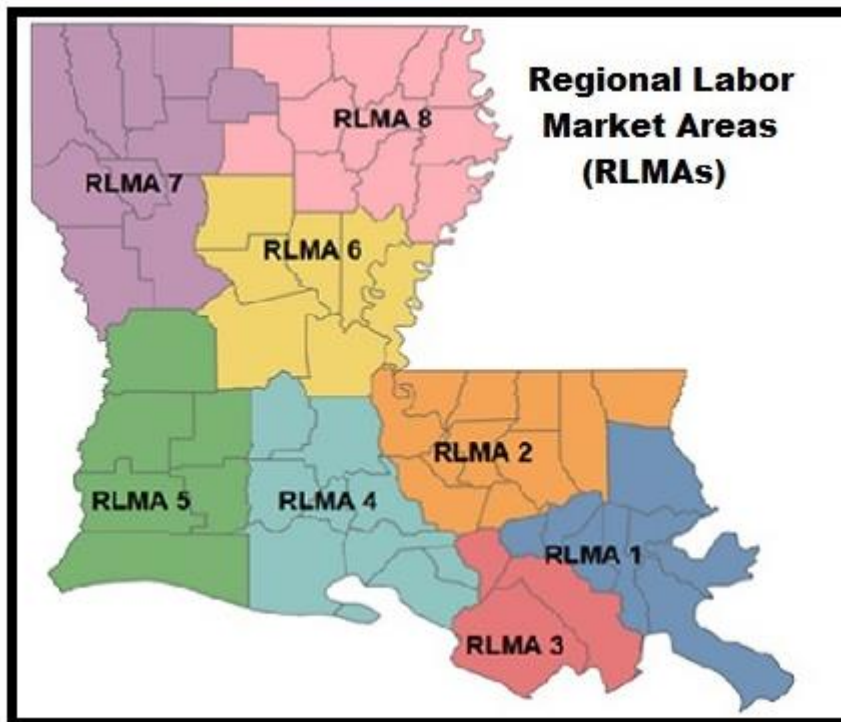 Regional Labor
Market Areas
(RLMAs)
RLMA 8
RLMA 7
RLMA 6
RLMA 2
RLMA 5
RLMA 4
RLMA 1
RLMA 3